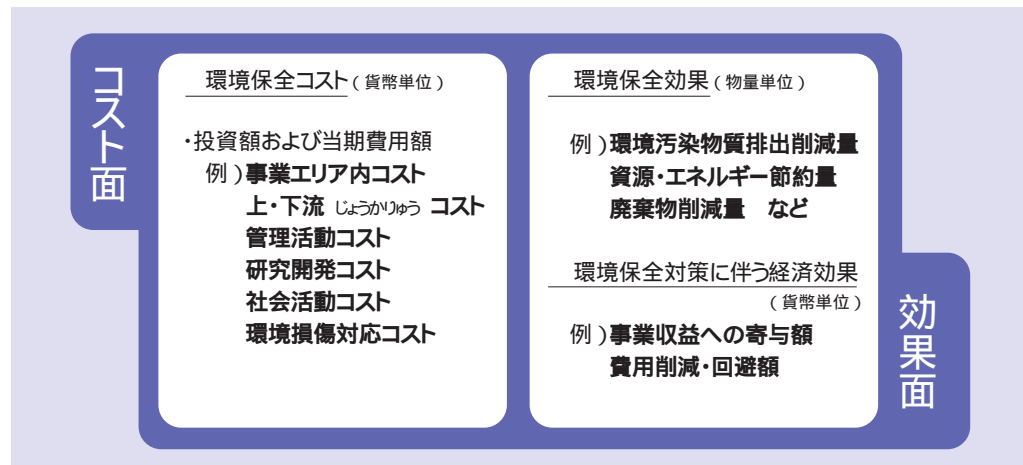 コスト面
環境保全コスト(貨幣単位)
・投資額および当期費用額
例)事業エリア内コスト
上・下流 じょうかりゅう コスト
管理活動コスト
研究開発コスト
社会活動コスト
環境損傷対応コスト
環境保全効果(物量単位)
例)環境汚染物質排出削減量
資源・エネルギー節約量
廃棄物削減量 など
環境保全対策に伴う経済効果
(貨幣単位)
例)事業収益への寄与額
費用削減・回避額
効果面